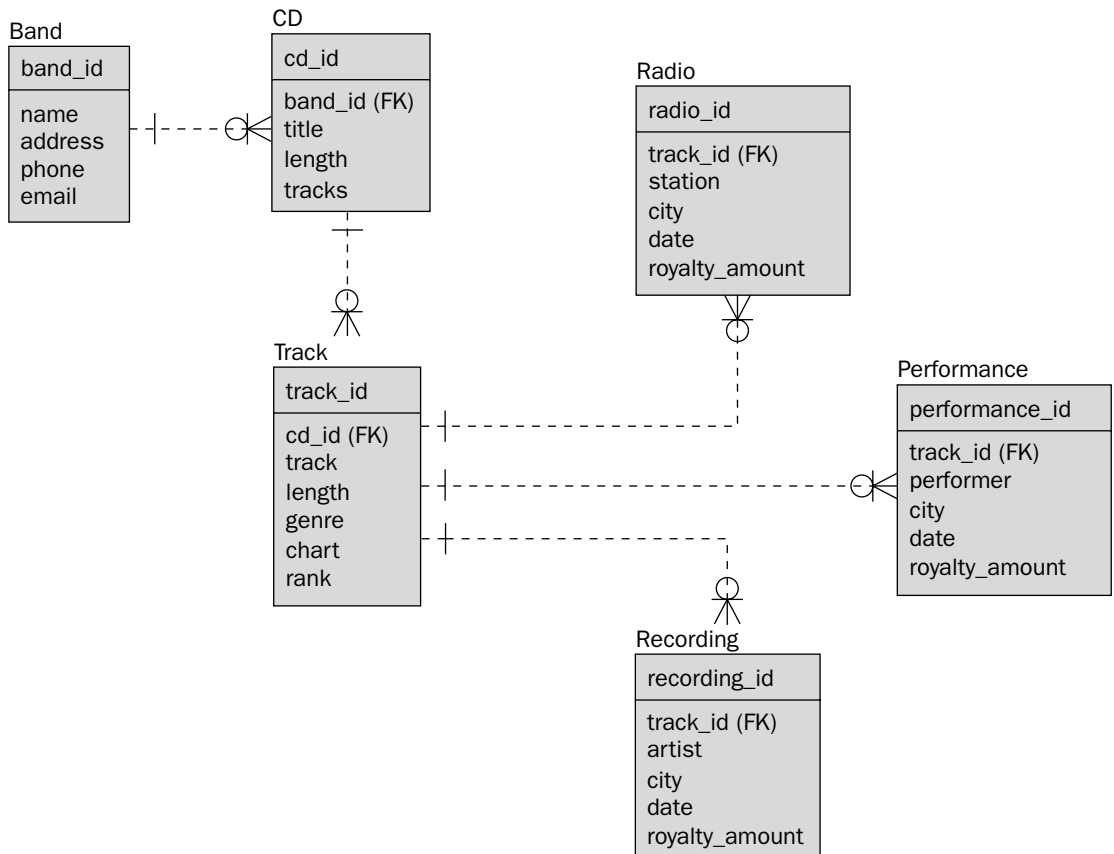 Band
band_id
name
address
phone
email
CD
cd_id
band_id (FK)
title
length
tracks
Radio
radio_id
track_id (FK)
station
city
date
royalty_amount
Track
track_id
cd_id (FK)
track
length
genre
chart
rank
Performance
performance_id
track_id (FK)
performer
city
date
royalty_amount
Recording
recording_id
track_id (FK)
artist
city
date
royalty_amount